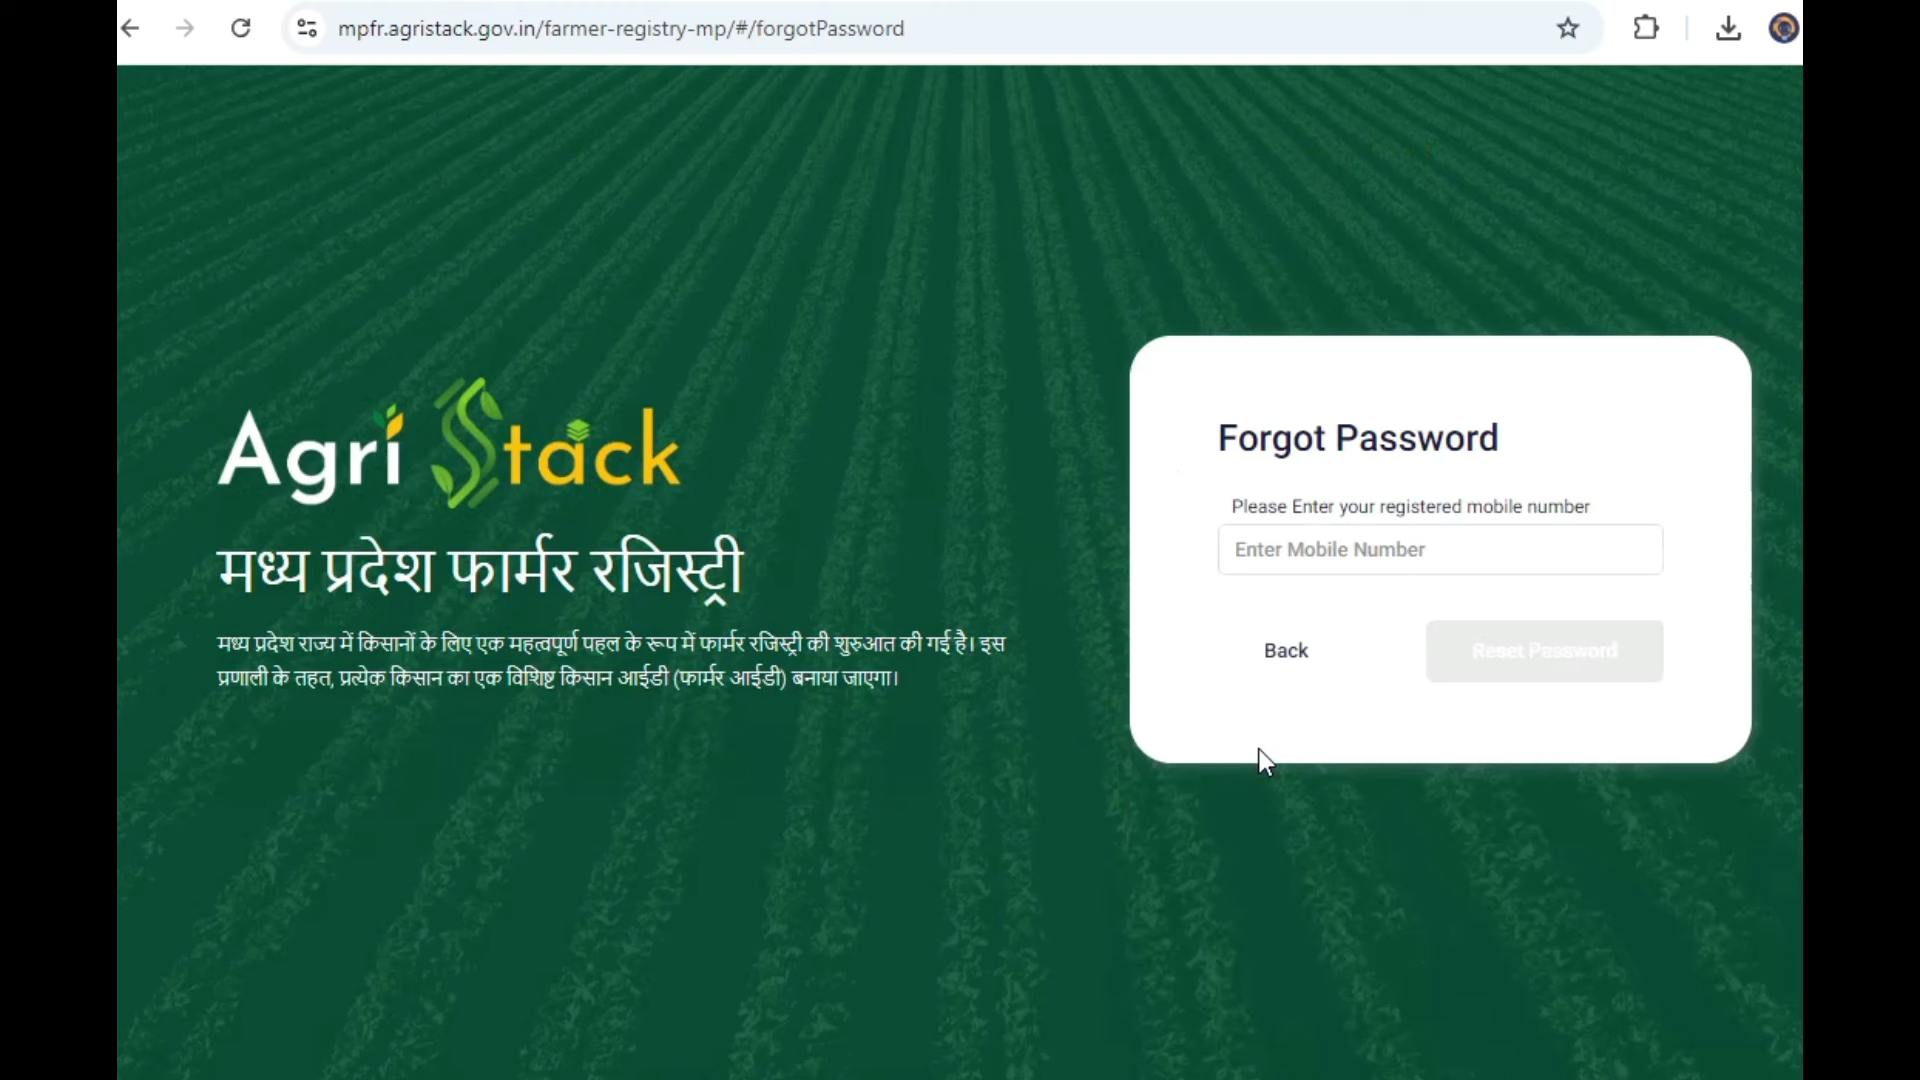 mpfr.agristack.gov.in/farmer-registry-mp/#/forgotPassword
Agri Stack
मध्य प्रदेश फार्मर रजिस्ट्री
मध्य प्रदेश राज्य में किसानों के लिए एक महत्वपूर्ण पहल के रूप में फार्मर रजिस्ट्री की शुरुआत की गई है। इस
प्रणाली के तहत, प्रत्येक किसान का एक विशिष्ट किसान आईडी (फार्मर आईडी) बनाया जाएगा।
Forgot Password
Please Enter your registered mobile number
Enter Mobile Number
Back Reset Password